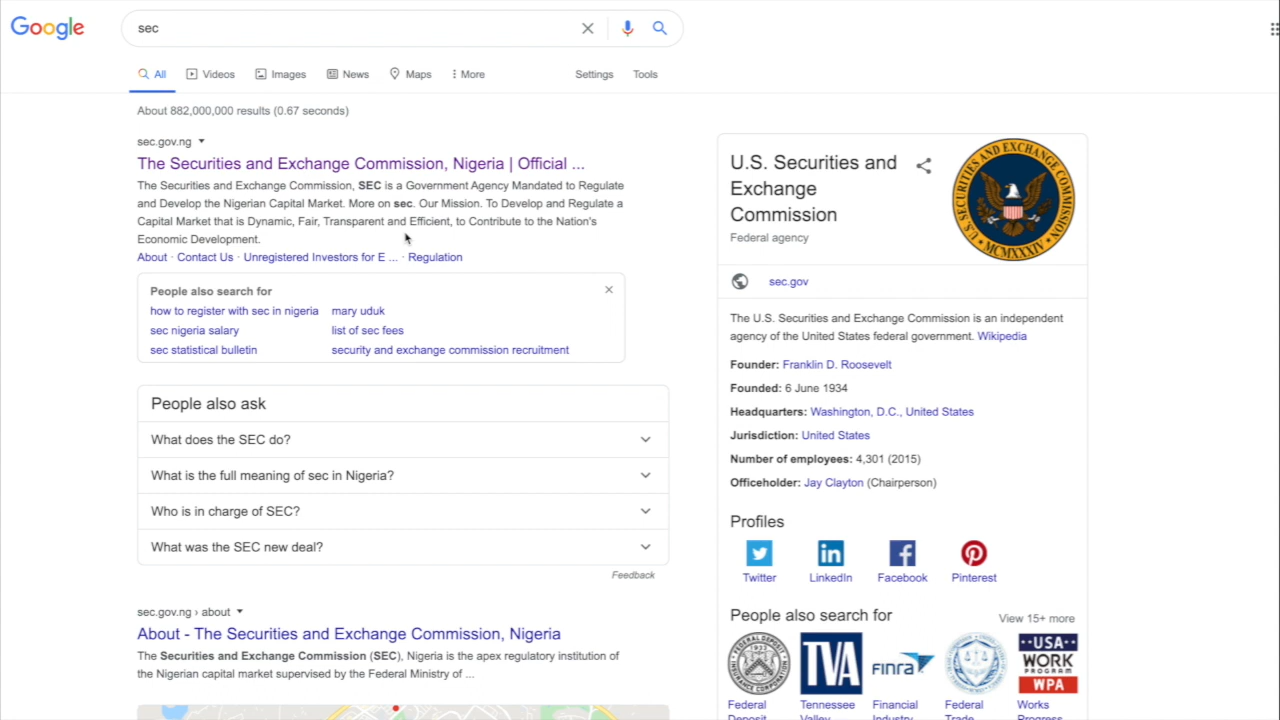 Google
sec
All
Videos
Images
News
Maps
More
Settings
Tools
About 882,000,000 results (0.67 seconds)
sec.gov.ng
The Securities and Exchange Commission, Nigeria | Official ...
The Securities and Exchange Commission, SEC is a Government Agency Mandated to Regulate
and Develop the Nigerian Capital Market. More on sec. Our Mission. To Develop and Regulate a
Capital Market that is Dynamic, Fair, Transparent and Efficient, to Contribute to the Nation's
Economic Development.
About · Contact Us · Unregistered Investors for E ... · Regulation
People also search for
how to register with sec in nigeria
mary uduk
sec nigeria salary
list of sec fees
sec statistical bulletin
security and exchange commission recruitment
People also ask
What does the SEC do?
What is the full meaning of sec in Nigeria?
Who is in charge of SEC?
What was the SEC new deal?
Feedback
sec.gov.ng › about
About - The Securities and Exchange Commission, Nigeria
The Securities and Exchange Commission (SEC), Nigeria is the apex regulatory institution of
the Nigerian capital market supervised by the Federal Ministry of ...
U.S. Securities and
Exchange
Commission
Federal agency
U.S. SECURITIES AND EXCHANGE COMMISSION
MCMXXXIV
sec.gov
The U.S. Securities and Exchange Commission is an independent
agency of the United States federal government. Wikipedia
Founder: Franklin D. Roosevelt
Founded: 6 June 1934
Headquarters: Washington, D.C., United States
Jurisdiction: United States
Number of employees: 4,301 (2015)
Officeholder: Jay Clayton (Chairperson)
Profiles
Twitter
LinkedIn
Facebook
Pinterest
People also search for
View 15+ more
FEDERAL DEPOSIT INSURANCE CORPORATION
1933
TVA
FINRA
USA
WORK
PROGRAM
WPA
Federal
Deposit
Tennessee
Valley
Financial
Industry
Federal
Trade
Works
Progress